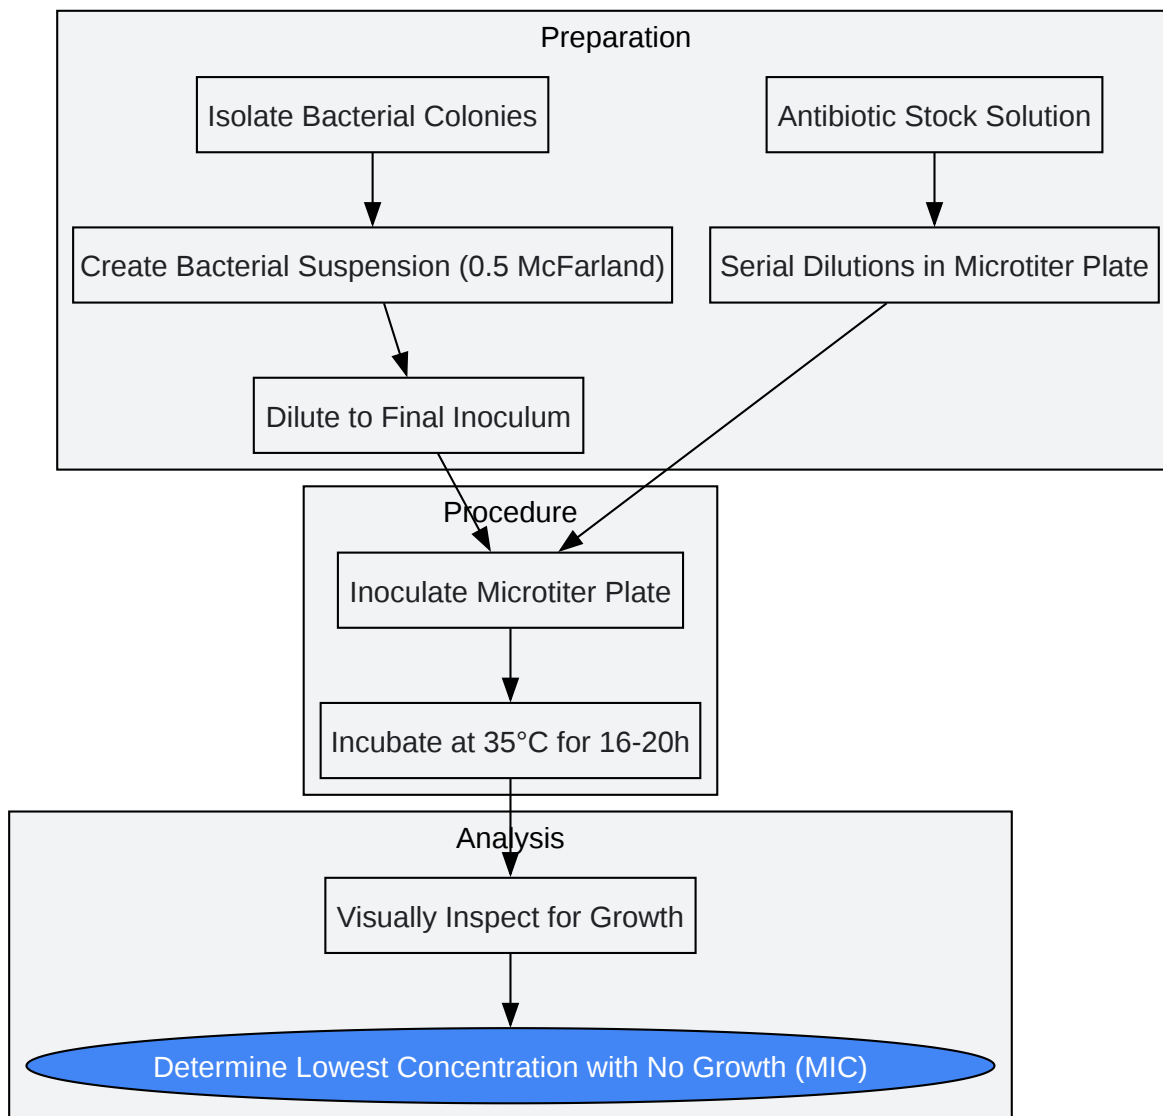 Preparation
Isolate Bacterial Colonies
Antibiotic Stock Solution
Create Bacterial Suspension (0.5 McFarland)
Serial Dilutions in Microtiter Plate
Dilute to Final Inoculum
Procedure
Inoculate Microtiter Plate
Incubate at 35°C for 16-20h
Analysis
Visually Inspect for Growth
Determine Lowest Concentration with No Growth (MIC)